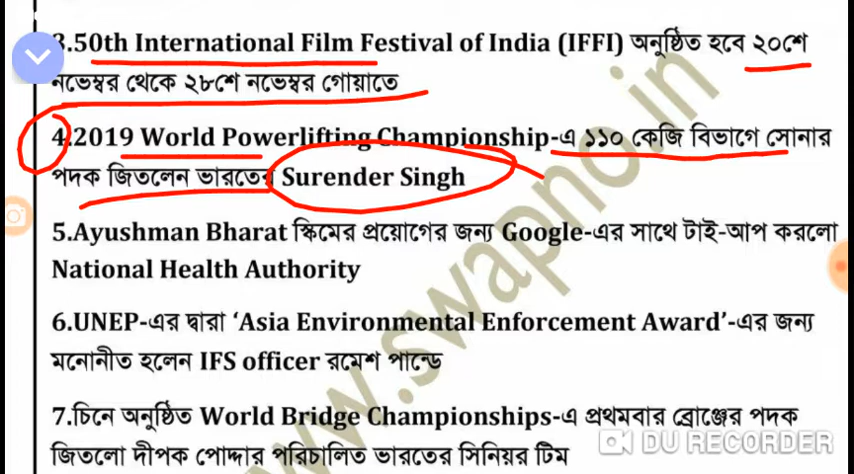 3.50th International Film Festival of India (IFFI) অনুষ্ঠিত হবে ২০শে
নভেম্বর থেকে ২৮শে নভেম্বর গোয়াতে
4.2019 World Powerlifting Championship-এ ১১০ কেজি বিভাগে সোনার
পদক জিতলেন ভারতের Surender Singh
5.Ayushman Bharat স্কিমের প্রয়োগের জন্য Google-এর সাথে টাই-আপ করলো
National Health Authority
6.UNEP-এর দ্বারা ‘Asia Environmental Enforcement Award’-এর জন্য
মনোনীত হলেন IFS officer রমেশ পান্ডে
7.চিনে অনুষ্ঠিত World Bridge Championships-এ প্রথমবার ব্রোঞ্জের পদক
জিতলো দীপক পোদ্দার পরিচালিত ভারতের সিনিয়র টিম
www.swapno.in
DU RECORDER